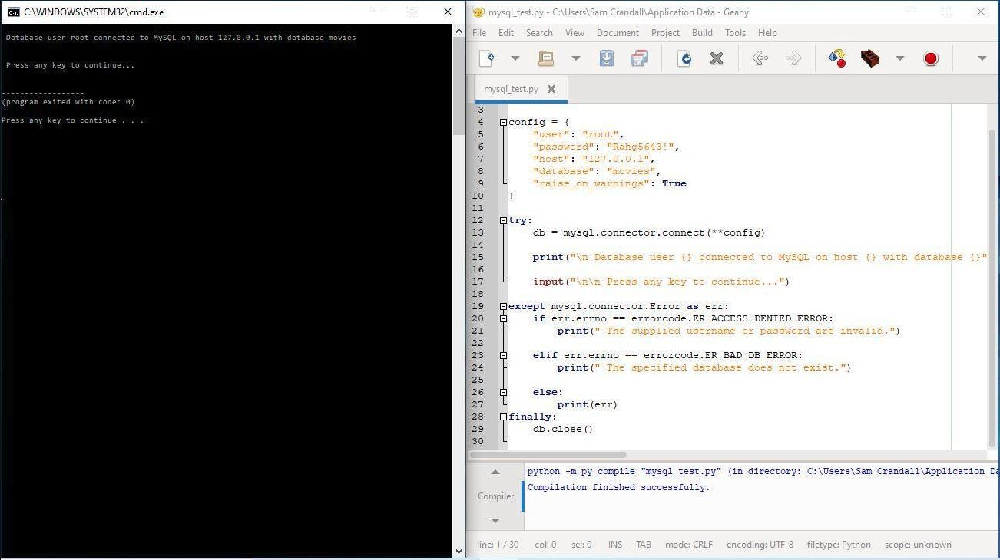 C:\WINDOWS\SYSTEM32\cmd.exe
Database user root connected to MySQL on host 127.0.0.1 with database movies
Press any key to continue...
------------------
(program exited with code: 0)
Press any key to continue . . .
mysql_test.py - C:\Users\Sam Crandall\Application Data - Geany
File Edit Search View Document Project Build Tools Help
mysql_test.py
3
4 config = {
5 "user": "root",
6 "password": "Rahg5643!",
7 "host": "127.0.0.1",
8 "database": "movies",
9 "raise_on_warnings": True
10 }
11
12 try:
13 db = mysql.connector.connect(**config)
14
15 print("\n Database user {} connected to MySQL on host {} with database {}"
16
17 input("\n\n Press any key to continue...")
18
19 except mysql.connector.Error as err:
20 if err.errno == errorcode.ER_ACCESS_DENIED_ERROR:
21 print(" The supplied username or password are invalid.")
22
23 elif err.errno == errorcode.ER_BAD_DB_ERROR:
24 print(" The specified database does not exist.")
25
26 else:
27 print(err)
28 finally:
29 db.close()
30
Compiler
python -m py_compile "mysql_test.py" (in directory: C:\Users\Sam Crandall\Application Da
Compilation finished successfully.
line: 1 / 30 col: 0 sel: 0 INS TAB mode: CRLF encoding: UTF-8 filetype: Python scope: unknown